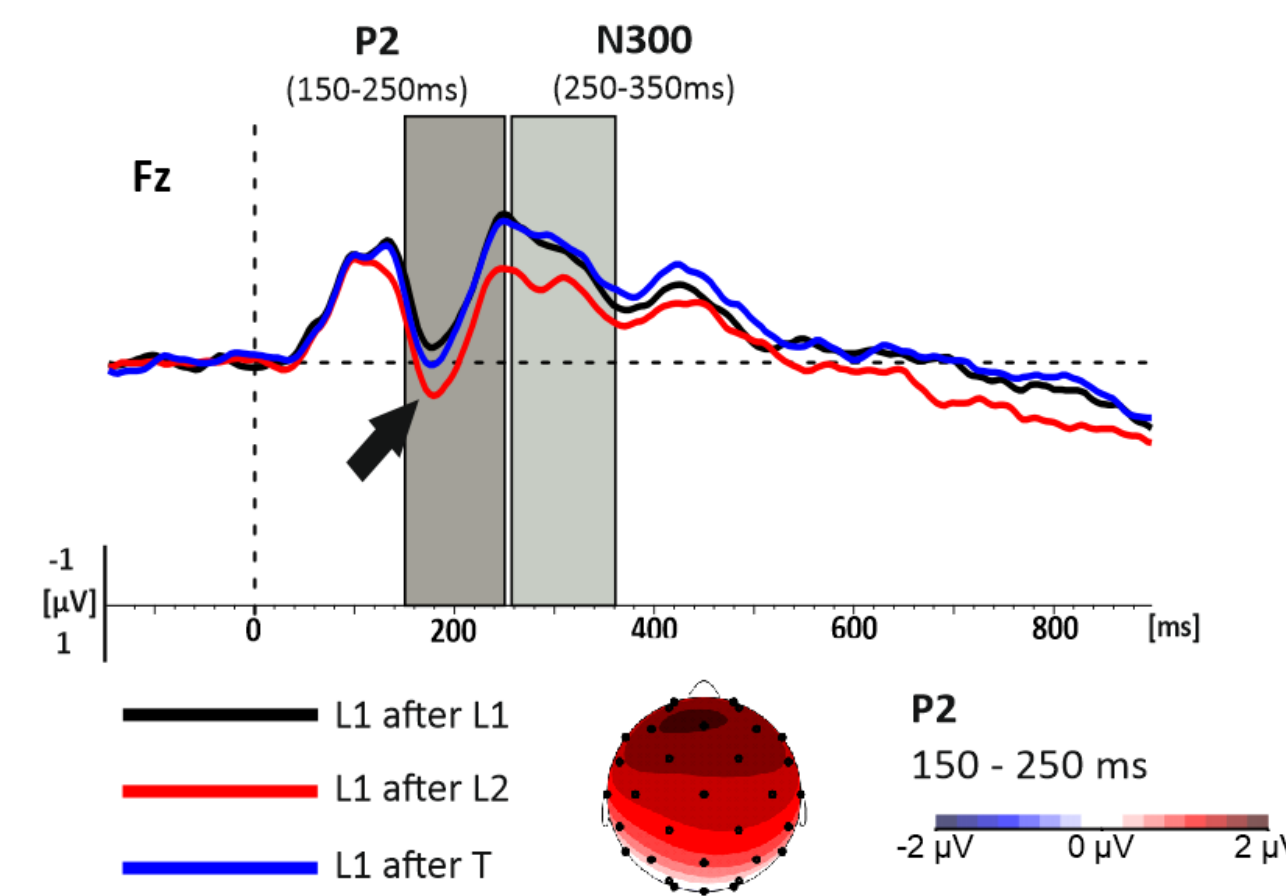 P2 N300
(150-250ms) (250-350ms)
Fz
-1
[µV]
1
0 200 400 600 800 [ms]
L1 after L1
L1 after L2
L1 after T
P2
150 - 250 ms
-2 µV 0 µV 2 µV